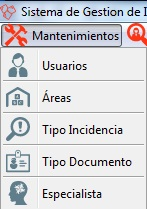 Sistema de Gestion de I
Mantenimientos
Usuarios
Áreas
Tipo Incidencia
Tipo Documento
Especialista